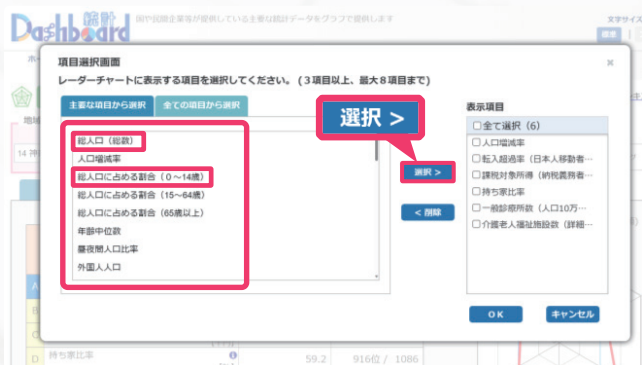 統計
Dashboard
国や民間企業等が提供している主要な統計データをグラフで提供します
文字サイズ
標準
項目選択画面
×
レーダーチャートに表示する項目を選択してください。(3項目以上、最大8項目まで)
主要な項目から選択 全ての項目から選択
総人口(総数)
人口増減率
総人口に占める割合(0～14歳)
総人口に占める割合(15～64歳)
総人口に占める割合(65歳以上)
年齢中位数
昼夜間人口比率
外国人人口
選択 >
選択 >
< 削除
表示項目
全て選択(6)
人口増減率
転入超過率(日本人移動者…
課税対象所得(納税義務者…
持ち家比率
一般診療所数(人口10万…
介護老人福祉施設数(詳細…
OK キャンセル
地域
A
B
C
D 持ち家比率 59.2 916位 / 1086